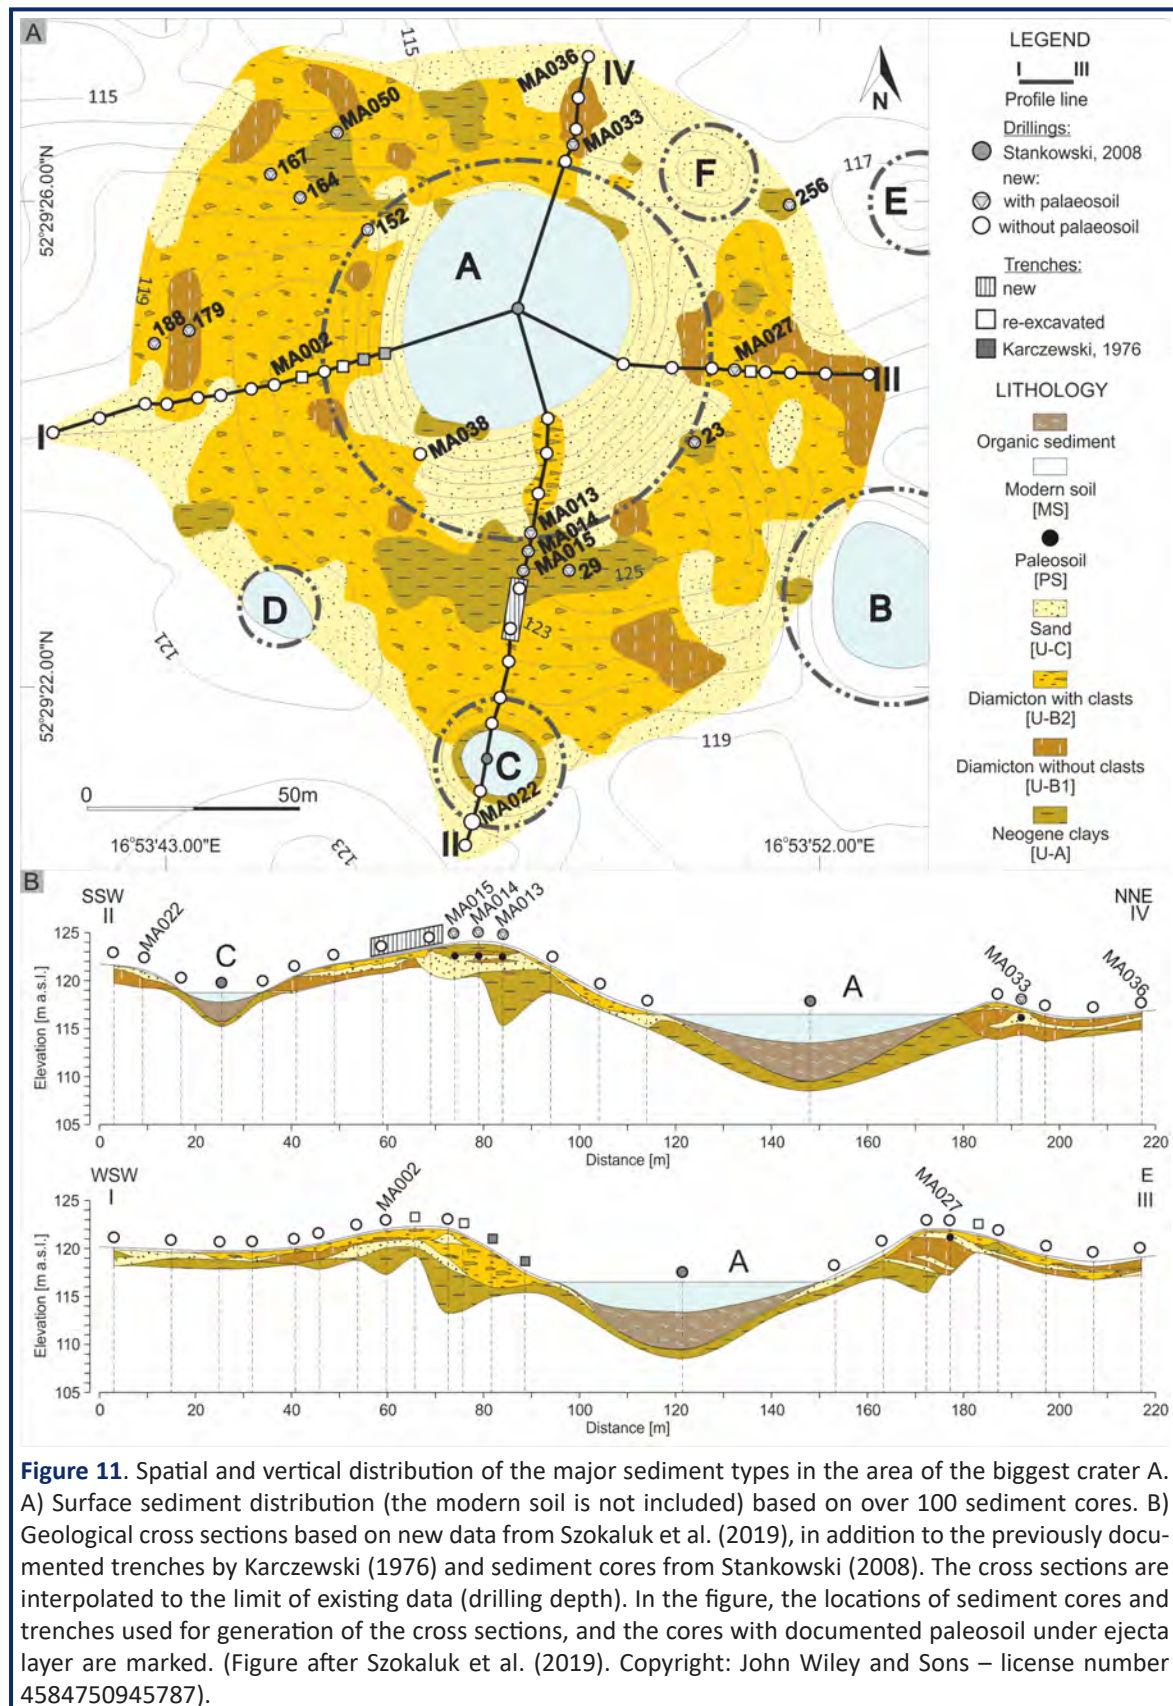 A
115
115
MA036
IV
N
MA050
MA033
167
164
152
F
117
E
256
52°29'26.00"N
A
119
188
179
MA002
MA027
III
I
MA038
23
MA013
MA014
MA015
29
125
123
D
B
121
52°29'22.00"N
119
C
MA022
II
123
0 50m
16°53'43.00"E
16°53'52.00"E
LEGEND
I III
Profile line
Drillings:
Stankowski, 2008
new:
with palaeosoil
without palaeosoil
Trenches:
new
re-excavated
Karczewski, 1976
LITHOLOGY
Organic sediment
Modern soil
[MS]
Paleosoil
[PS]
Sand
[U-C]
Diamicton with clasts
[U-B2]
Diamicton without clasts
[U-B1]
Neogene clays
[U-A]
B
SSW
II
NNE
IV
MA022
C
MA015
MA014
MA013
A
MA033
MA036
Elevation [m a.s.l.]
125
120
115
110
105
0 20 40 60 80 100 120 140 160 180 200 220
Distance [m]
WSW
I
E
III
MA002
A
MA027
Elevation [m a.s.l.]
125
120
115
110
105
0 20 40 60 80 100 120 140 160 180 200 220
Distance [m]
Figure 11. Spatial and vertical distribution of the major sediment types in the area of the biggest crater A.
A) Surface sediment distribution (the modern soil is not included) based on over 100 sediment cores. B)
Geological cross sections based on new data from Szokaluk et al. (2019), in addition to the previously docu-
mented trenches by Karczewski (1976) and sediment cores from Stankowski (2008). The cross sections are
interpolated to the limit of existing data (drilling depth). In the figure, the locations of sediment cores and
trenches used for generation of the cross sections, and the cores with documented paleosoil under ejecta
layer are marked. (Figure after Szokaluk et al. (2019). Copyright: John Wiley and Sons – license number
4584750945787).